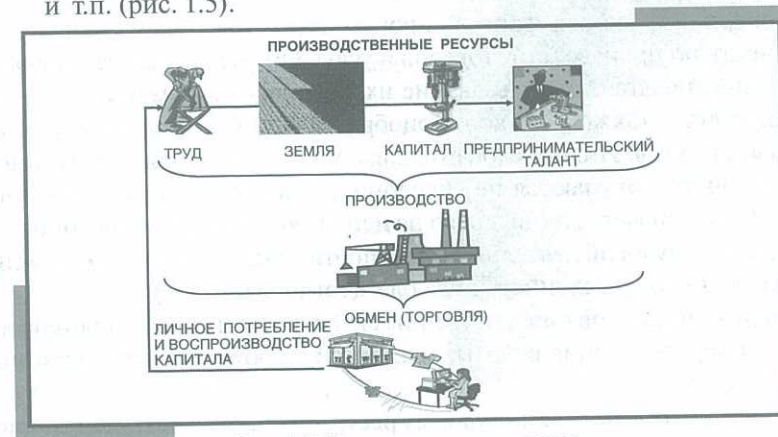 и т.п. (рис. 1.5).
ПРОИЗВОДСТВЕННЫЕ РЕСУРСЫ
ТРУД
ЗЕМЛЯ
КАПИТАЛ
ПРЕДПРИНИМАТЕЛЬСКИЙ
ТАЛАНТ
ПРОИЗВОДСТВО
ОБМЕН (ТОРГОВЛЯ)
ЛИЧНОЕ ПОТРЕБЛЕНИЕ
И ВОСПРОИЗВОДСТВО
КАПИТАЛА